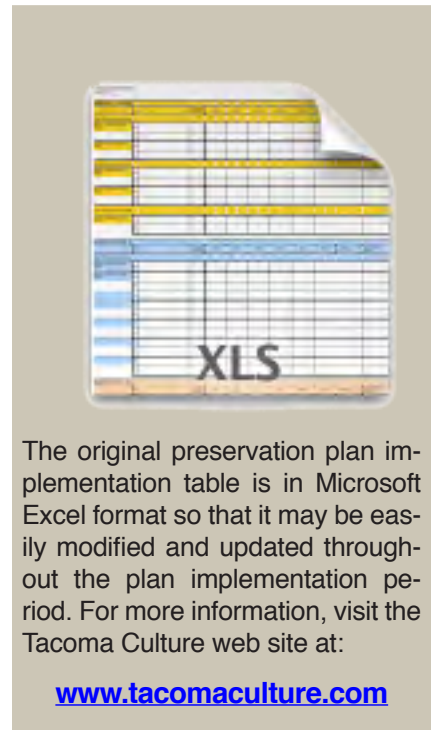 XLS
The original preservation plan im-
plementation table is in Microsoft
Excel format so that it may be eas-
ily modified and updated through-
out the plan implementation pe-
riod. For more information, visit the
Tacoma Culture web site at:
www.tacomaculture.com